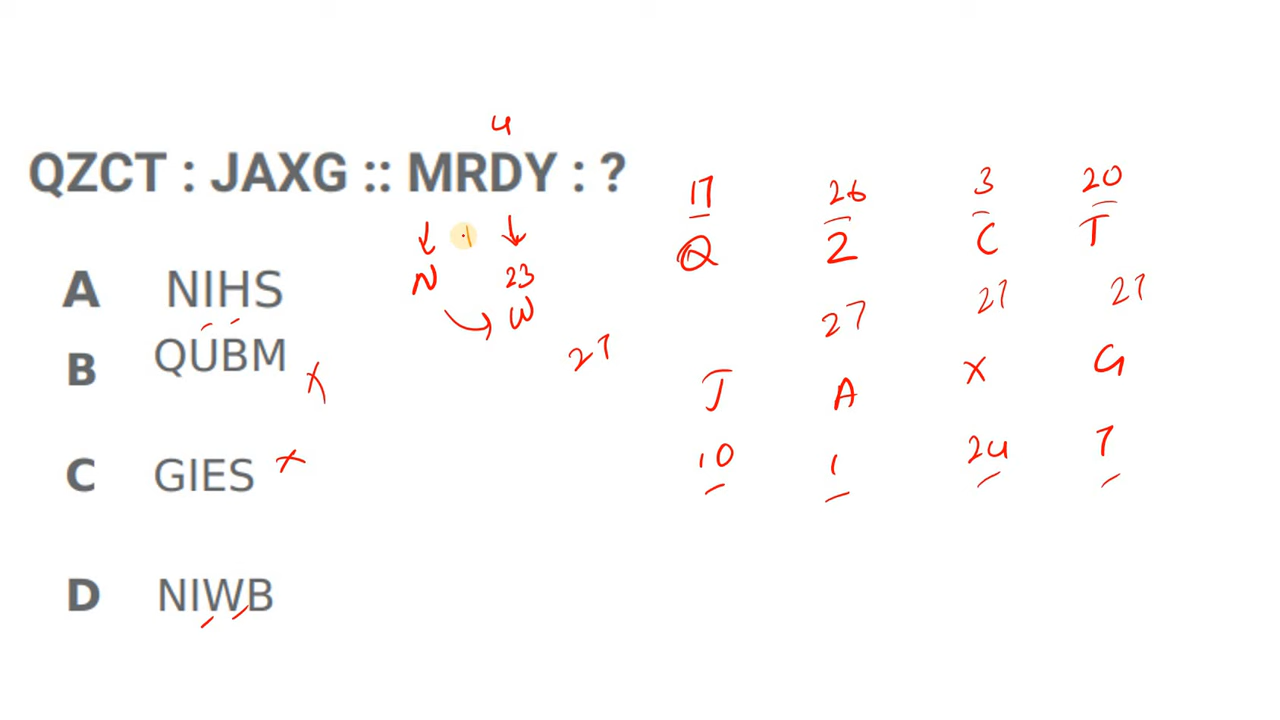 4
QZCT : JAXG :: MRDY : ?
17 26 3 20
Q Z C T
N 23
W
A NIHS
27 27 27
B QUBM X
27
J A X G
C GIES X
10 1 24 7
D NIWB